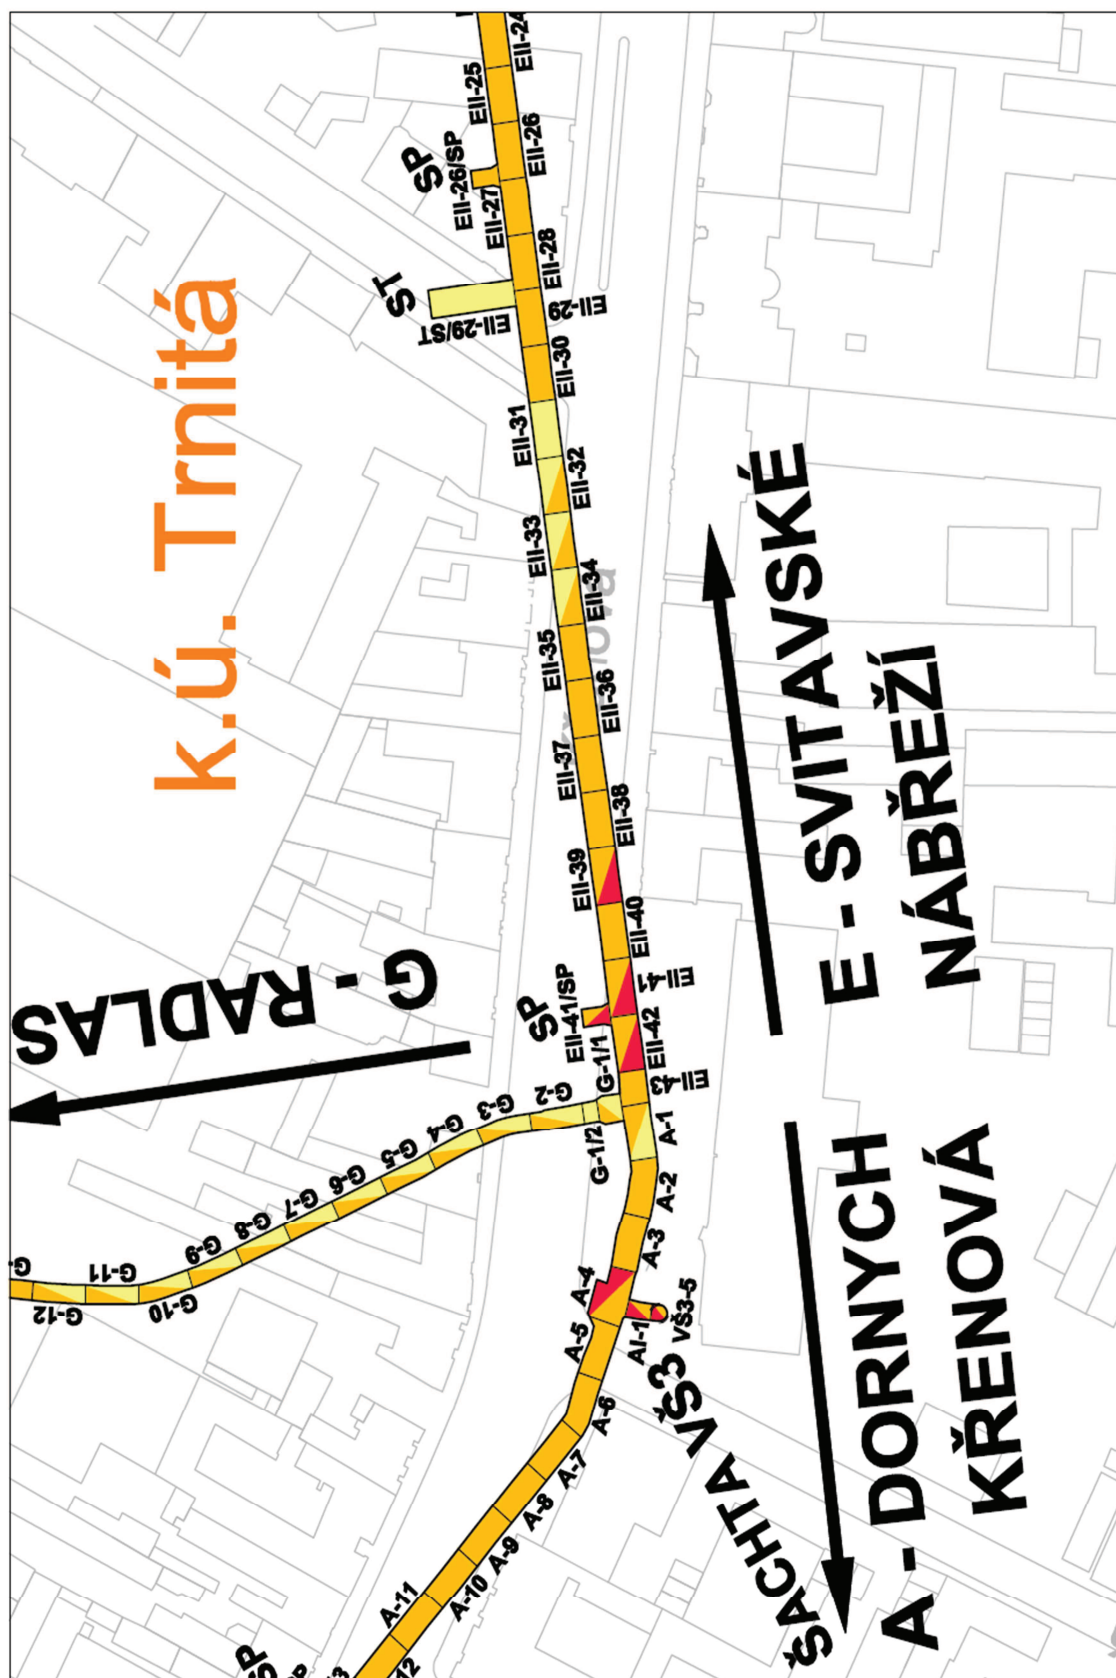 k.ú. Trnitá
EII-24
EII-25
EII-26
SP
EII-26/SP
EII-27
EII-28
ST
EII-29/ST
EII-29
EII-30
EII-31
EII-32
EII-33
EII-34
EII-35
EII-36
EII-37
EII-38
EII-39
EII-40
SP
EII-41/SP
EII-41
EII-42
EII-43
G - RADLAS
E - SVITAVSKÉ
NÁBŘEŽÍ
G-1/1
G-1/2
G-2
G-3
G-4
G-5
G-6
G-7
G-8
G-9
G-10
G-11
G-12
A-1
A-2
A-3
A-4
A-5
AI-1
VŠ3-5
ŠACHTA VŠ3
A-6
A-7
A-8
A-9
A-10
A-11
SP
A - DORNYCH
KŘENOVÁ